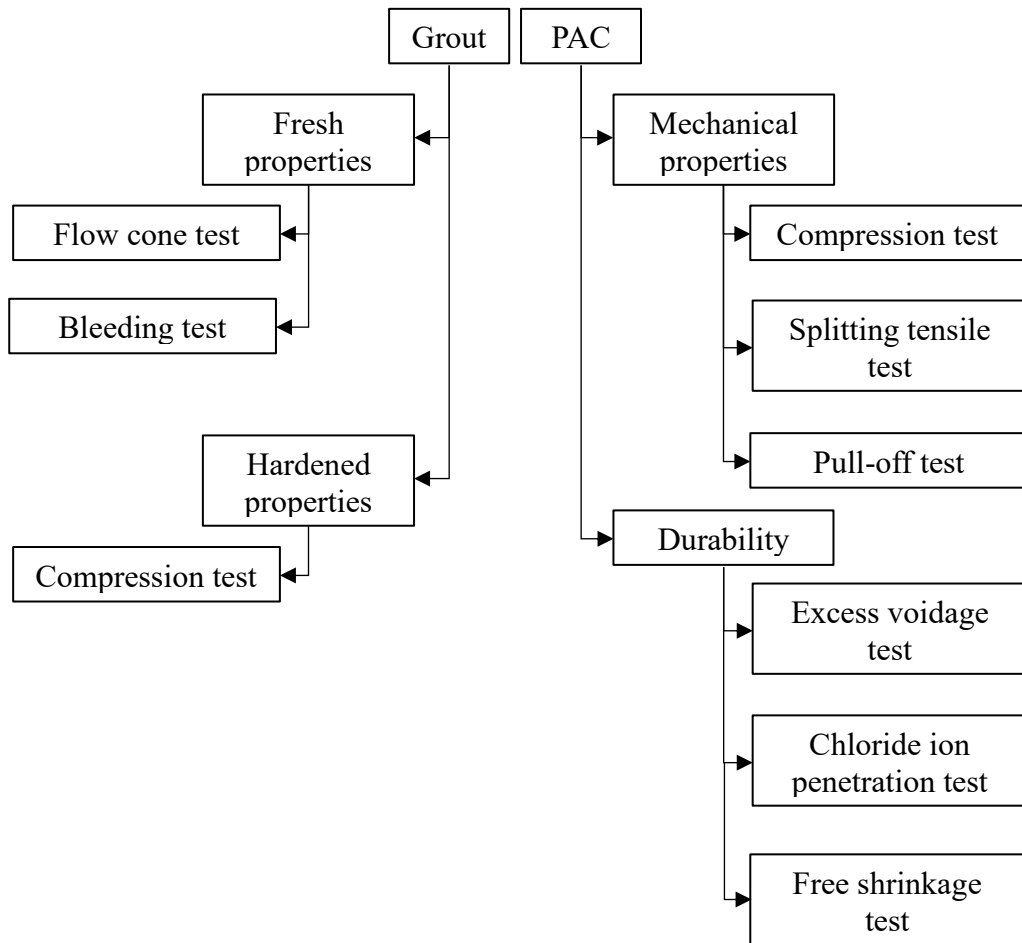 Grout
PAC
Fresh
properties
Flow cone test
Bleeding test
Hardened
properties
Compression test
Mechanical
properties
Compression test
Splitting tensile
test
Pull-off test
Durability
Excess voidage
test
Chloride ion
penetration test
Free shrinkage
test